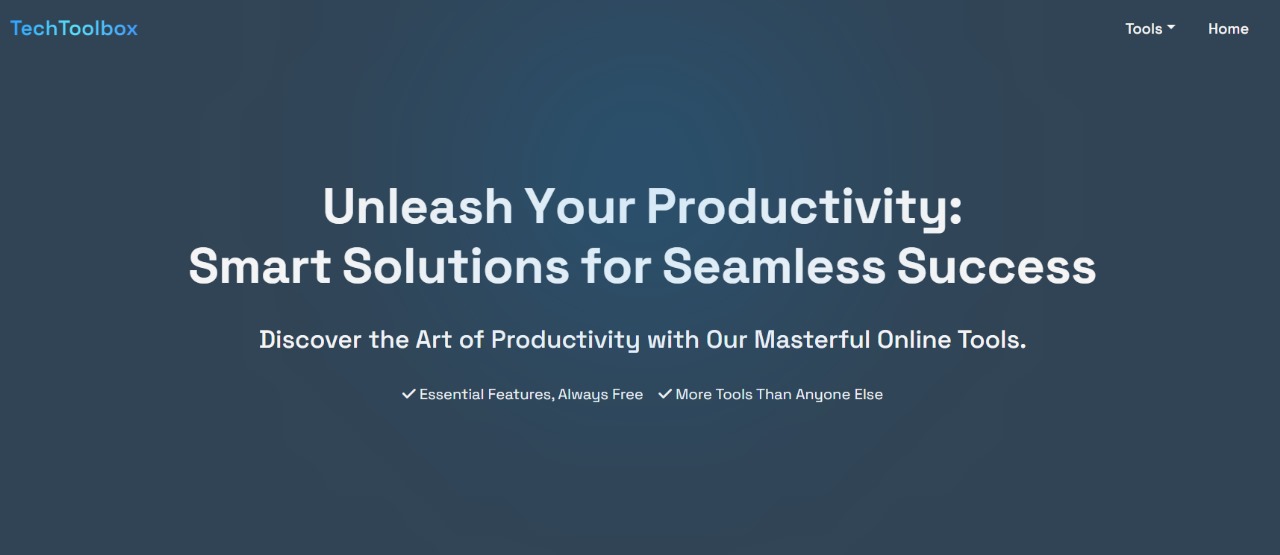 TechToolbox
Tools
Home
Unleash Your Productivity:
Smart Solutions for Seamless Success
Discover the Art of Productivity with Our Masterful Online Tools.
Essential Features, Always Free
More Tools Than Anyone Else